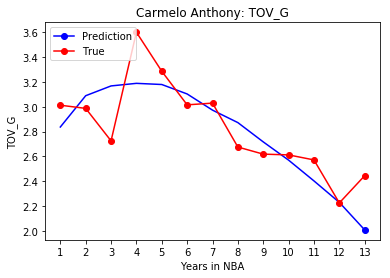 Carmelo Anthony: TOV_G
Prediction
True
3.6
3.4
3.2
3.0
2.8
2.6
2.4
2.2
2.0
TOV_G
1 2 3 4 5 6 7 8 9 10 11 12 13
Years in NBA